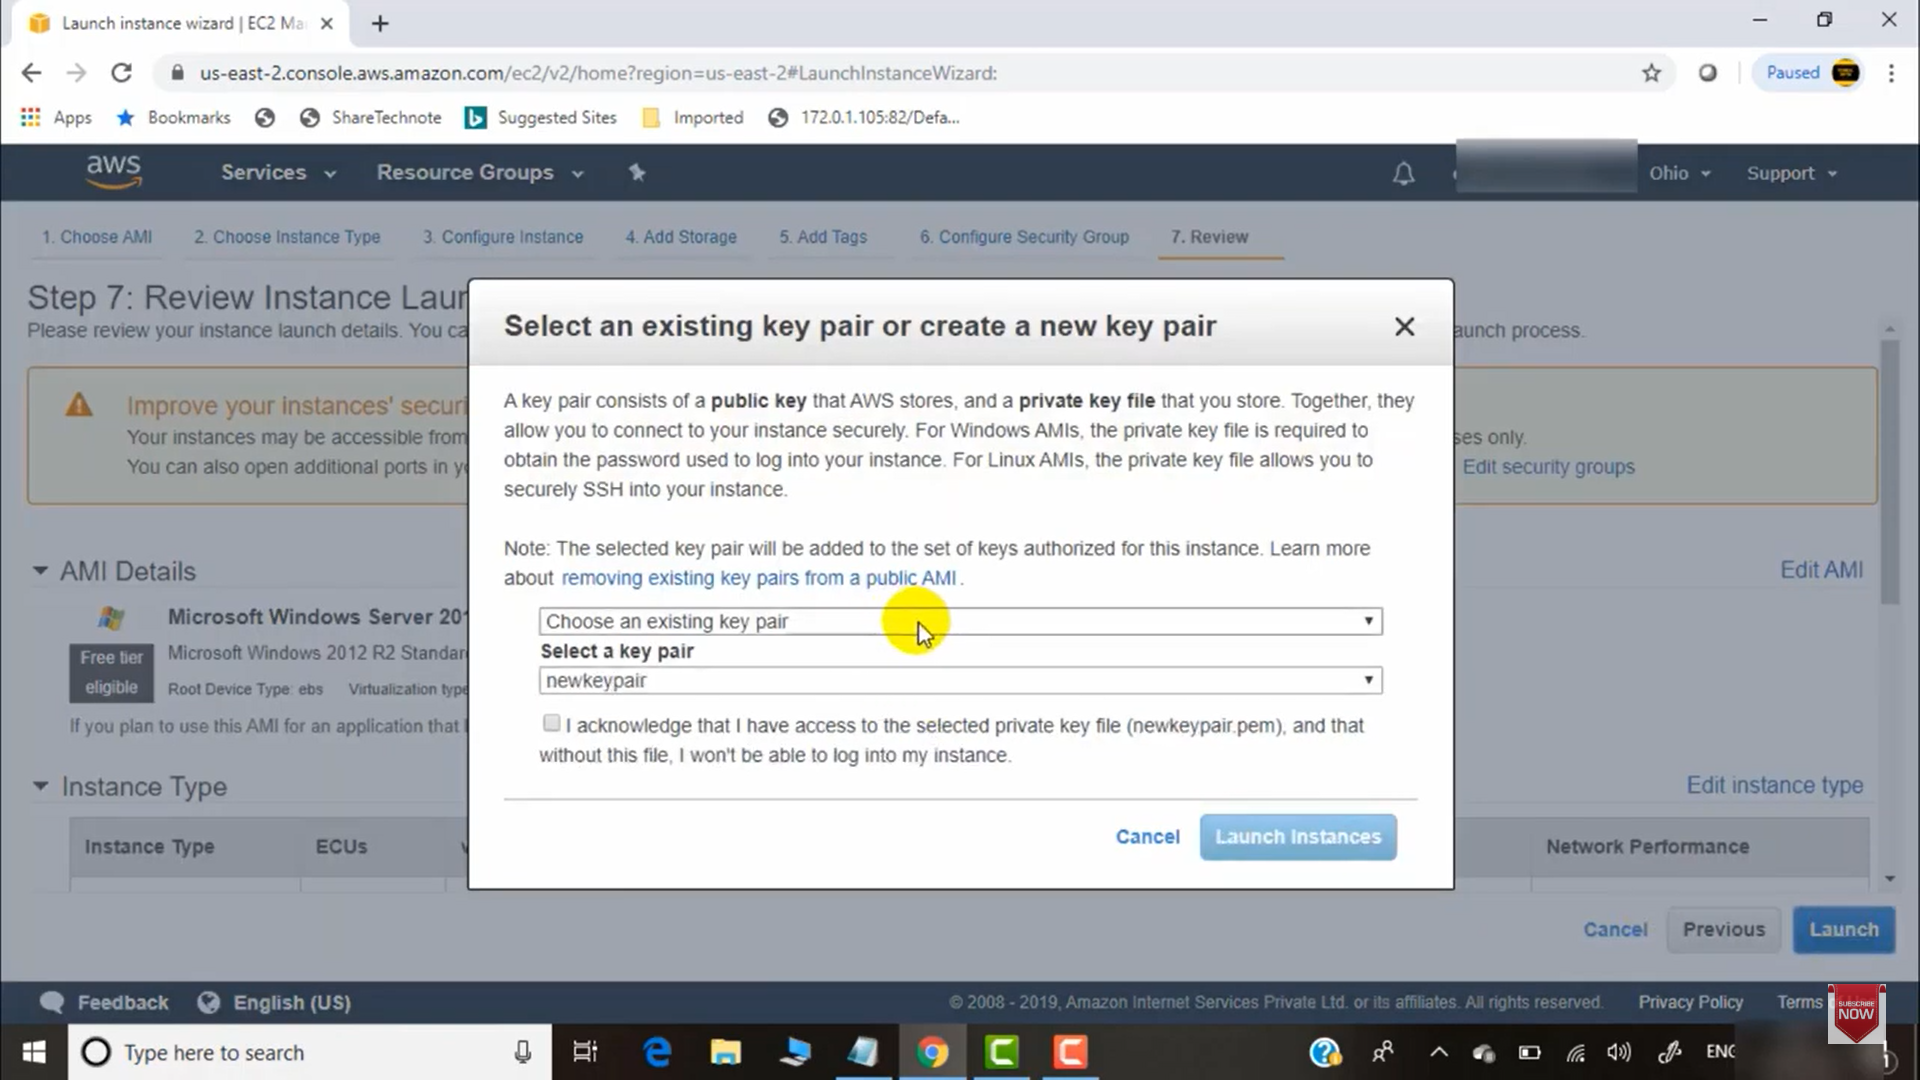 Launch instance wizard | EC2 Ma
us-east-2.console.aws.amazon.com/ec2/v2/home?region=us-east-2#LaunchInstanceWizard:
Paused
Apps
Bookmarks
ShareTechnote
Suggested Sites
Imported
172.0.1.105:82/Defa...
aws
Services
Resource Groups
Ohio
Support
1. Choose AMI
2. Choose Instance Type
3. Configure Instance
4. Add Storage
5. Add Tags
6. Configure Security Group
7. Review
Step 7: Review Instance Laun
Please review your instance launch details. You ca
aunch process.
Improve your instances' securi
Your instances may be accessible from
ses only.
You can also open additional ports in yo
Edit security groups
Select an existing key pair or create a new key pair
A key pair consists of a public key that AWS stores, and a private key file that you store. Together, they
allow you to connect to your instance securely. For Windows AMIs, the private key file is required to
obtain the password used to log into your instance. For Linux AMIs, the private key file allows you to
securely SSH into your instance.
Note: The selected key pair will be added to the set of keys authorized for this instance. Learn more
about removing existing key pairs from a public AMI.
Choose an existing key pair
Select a key pair
newkeypair
I acknowledge that I have access to the selected private key file (newkeypair.pem), and that
without this file, I won't be able to log into my instance.
Cancel
Launch Instances
AMI Details
Edit AMI
Microsoft Windows Server 201
Free tier
eligible
Microsoft Windows 2012 R2 Standar
Root Device Type: ebs
Virtualization type
If you plan to use this AMI for an application that
Instance Type
Edit instance type
Instance Type
ECUs
Network Performance
Cancel
Previous
Launch
Feedback
English (US)
© 2008 - 2019, Amazon Internet Services Private Ltd. or its affiliates. All rights reserved.
Privacy Policy
Terms
SUBSCRIBE
NOW
Type here to search
ENG